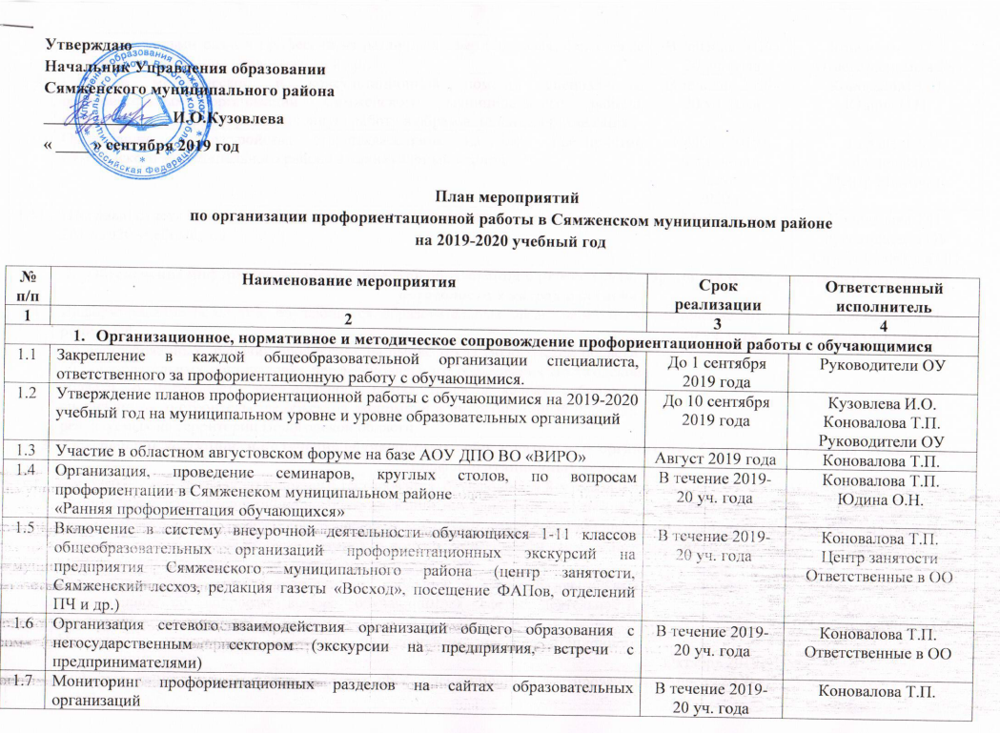 Утверждаю
Начальник Управления образовании
Сямженского муниципального района
_______________ И.О.Кузовлева
« ____ » сентября 2019 год
План мероприятий
по организации профориентационной работы в Сямженском муниципальном районе
на 2019-2020 учебный год
№
п/п
Наименование мероприятия
Срок
реализации
Ответственный
исполнитель
1
2
3
4
1. Организационное, нормативное и методическое сопровождение профориентационной работы с обучающимися
1.1
Закрепление в каждой общеобразовательной организации специалиста,
ответственного за профориентационную работу с обучающимися.
До 1 сентября
2019 года
Руководители ОУ
1.2
Утверждение планов профориентационной работы с обучающимися на 2019-2020
учебный год на муниципальном уровне и уровне образовательных организаций
До 10 сентября
2019 года
Кузовлева И.О.
Коновалова Т.П.
Руководители ОУ
1.3
Участие в областном августовском форуме на базе АОУ ДПО ВО «ВИРО»
Август 2019 года
Коновалова Т.П.
1.4
Организация, проведение семинаров, круглых столов, по вопросам
профориентации в Сямженском муниципальном районе
«Ранняя профориентация обучающихся»
В течение 2019-
20 уч. года
Коновалова Т.П.
Юдина О.Н.
1.5
Включение в систему внеурочной деятельности обучающихся 1-11 классов
общеобразовательных организаций профориентационных экскурсий на
предприятия Сямженского муниципального района (центр занятости,
Сямженский лесхоз, редакция газеты «Восход», посещение ФАПов, отделений
ПЧ и др.)
В течение 2019-
20 уч. года
Коновалова Т.П.
Центр занятости
Ответственные в ОО
1.6
Организация сетевого взаимодействия организаций общего образования с
негосударственным сектором (экскурсии на предприятия, встречи с
предпринимателями)
В течение 2019-
20 уч. года
Коновалова Т.П.
Ответственные в ОО
1.7
Мониторинг профориентационных разделов на сайтах образовательных
организаций
В течение 2019-
20 уч. года
Коновалова Т.П.